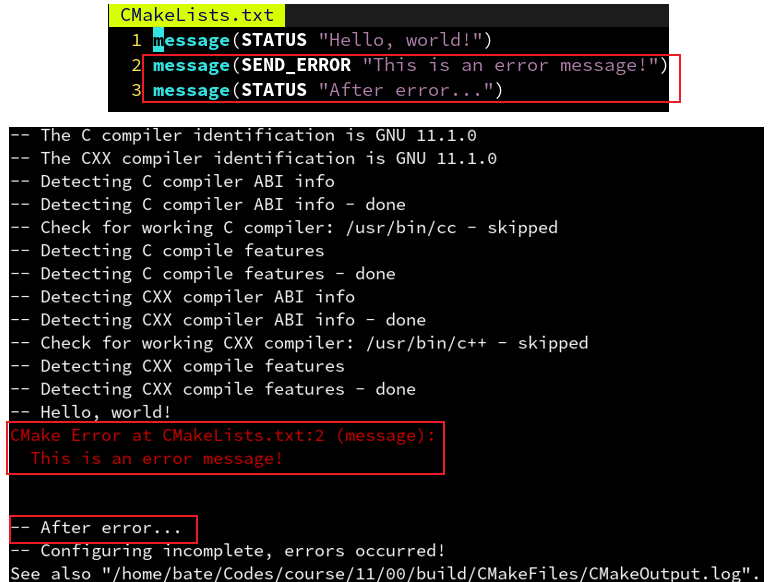 CMakeLists.txt
1 message(STATUS "Hello, world!")
2 message(SEND_ERROR "This is an error message!")
3 message(STATUS "After error...")
-- The C compiler identification is GNU 11.1.0
-- The CXX compiler identification is GNU 11.1.0
-- Detecting C compiler ABI info
-- Detecting C compiler ABI info - done
-- Check for working C compiler: /usr/bin/cc - skipped
-- Detecting C compile features
-- Detecting C compile features - done
-- Detecting CXX compiler ABI info
-- Detecting CXX compiler ABI info - done
-- Check for working CXX compiler: /usr/bin/c++ - skipped
-- Detecting CXX compile features
-- Detecting CXX compile features - done
-- Hello, world!
CMake Error at CMakeLists.txt:2 (message):
  This is an error message!
-- After error...
-- Configuring incomplete, errors occurred!
See also "/home/bate/Codes/course/11/00/build/CMakeFiles/CMakeOutput.log".